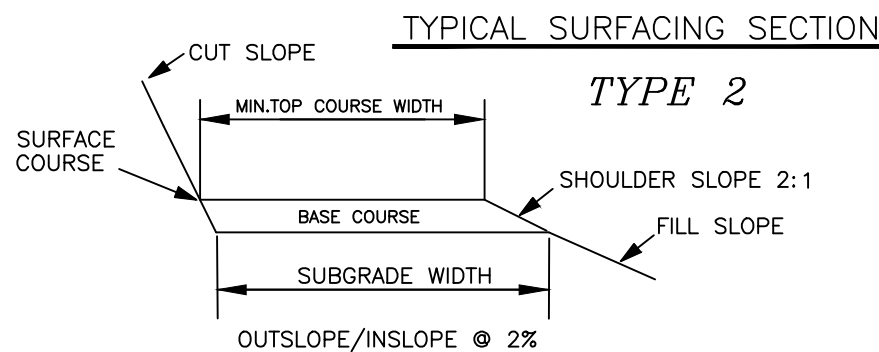 TYPICAL SURFACING SECTION
TYPE 2
CUT SLOPE
MIN.TOP COURSE WIDTH
SURFACE
COURSE
SHOULDER SLOPE 2:1
BASE COURSE
FILL SLOPE
SUBGRADE WIDTH
OUTSLOPE/INSLOPE @ 2%